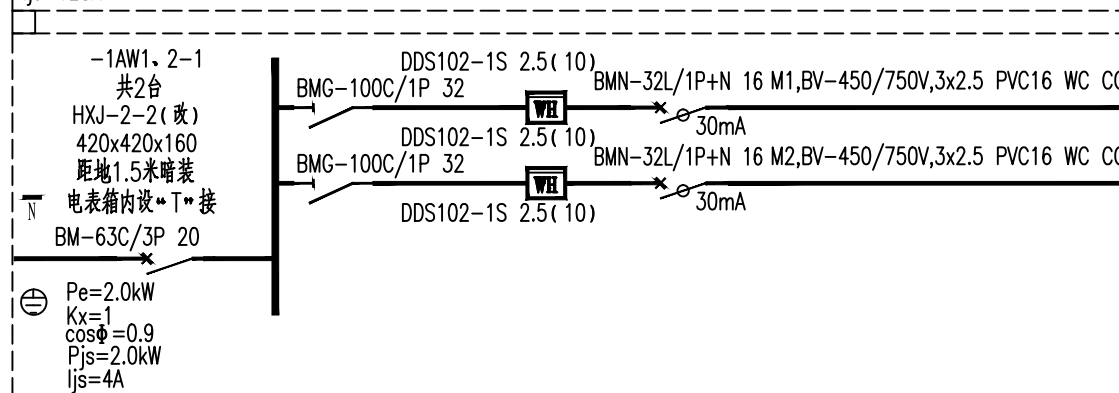 -1AW1、2-1
共2台
HXJ-2-2(改)
420x420x160
距地1.5米暗装
电表箱内设“T”接
N
BM-63C/3P 20
Pe=2.0kW
Kx=1
cosΦ=0.9
Pjs=2.0kW
Ijs=4A
DDS102-1S 2.5(10)
BMG-100C/1P 32
WH
BMN-32L/1P+N 16 M1,BV-450/750V,3x2.5 PVC16 WC CC
30mA
DDS102-1S 2.5(10)
BMG-100C/1P 32
WH
BMN-32L/1P+N 16 M2,BV-450/750V,3x2.5 PVC16 WC CC
30mA
DDS102-1S 2.5(10)